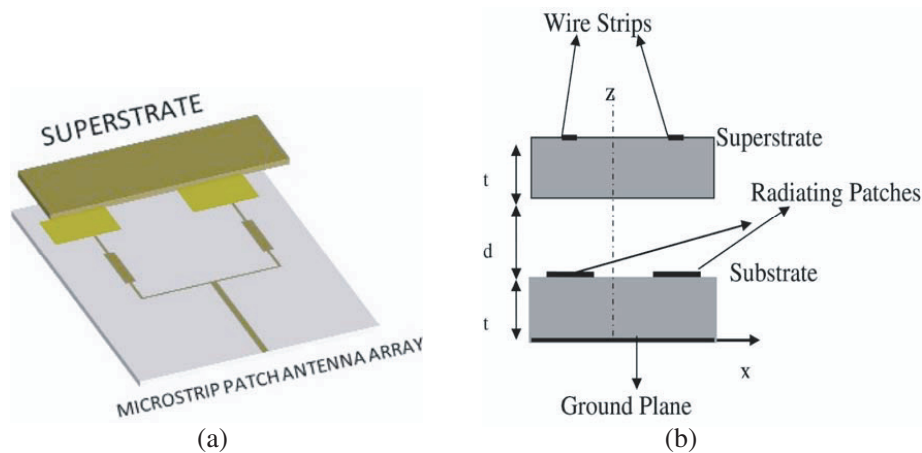 SUPERSTRATE
MICROSTRIP PATCH ANTENNA ARRAY
(a)
Wire Strips
z
Superstrate
t
Radiating Patches
d
Substrate
t
x
Ground Plane
(b)